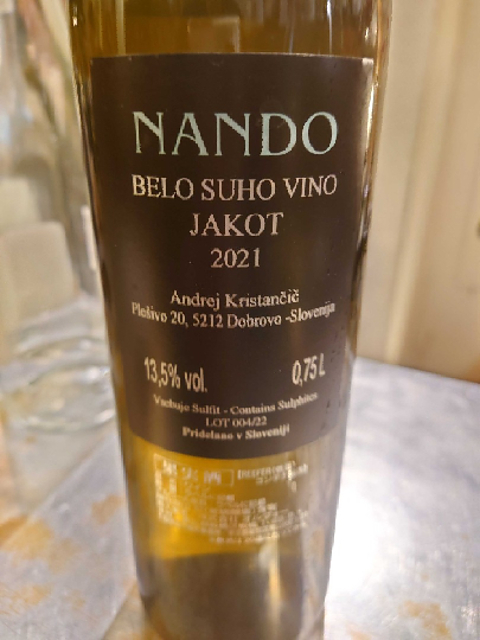 NANDO
BELO SUHO VINO
JAKOT
2021
Andrej Kristančič
Plešivo 20, 5212 Dobrovo -Slovenija
13,5% vol. 0,75 L
Vsebuje Sulfit - Contains Sulphites
LOT 004/22
Pridelano v Sloveniji